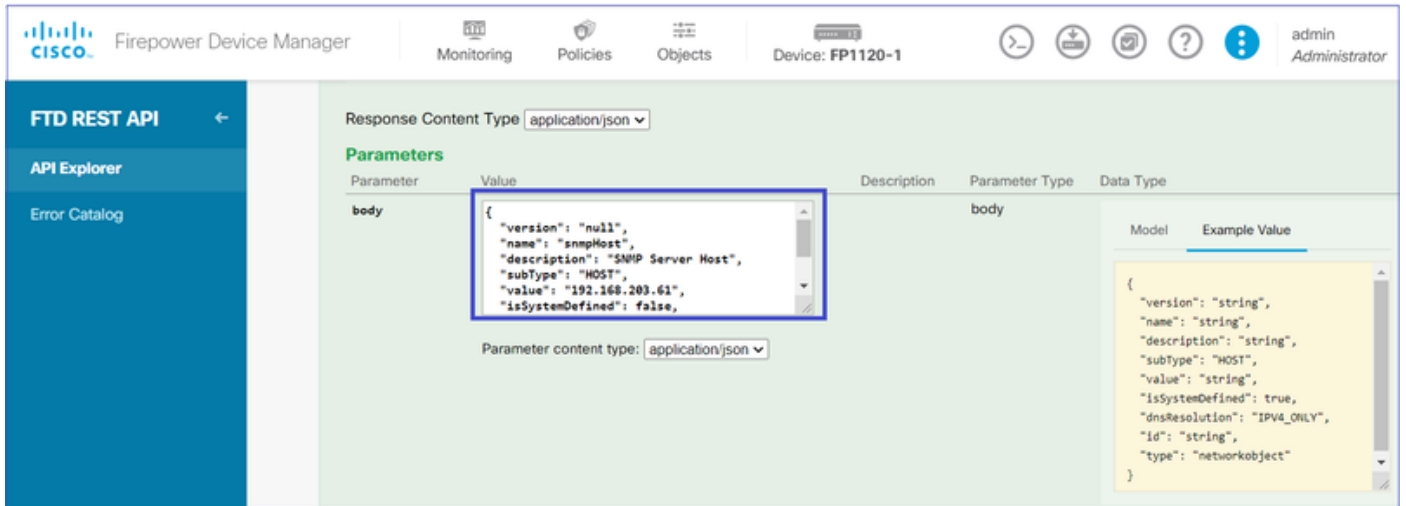 CISCO
Firepower Device Manager
Monitoring
Policies
Objects
Device: FP1120-1
admin
Administrator
FTD REST API
API Explorer
Error Catalog
Response Content Type application/json
Parameters
Parameter Value Description Parameter Type Data Type
body
{
"version": "null",
"name": "snmpHost",
"description": "SNMP Server Host",
"subType": "HOST",
"value": "192.168.203.61",
"isSystemDefined": false,
Parameter content type: application/json
body
Model Example Value
{
"version": "string",
"name": "string",
"description": "string",
"subType": "HOST",
"value": "string",
"isSystemDefined": true,
"dnsResolution": "IPV4_ONLY",
"id": "string",
"type": "networkobject"
}